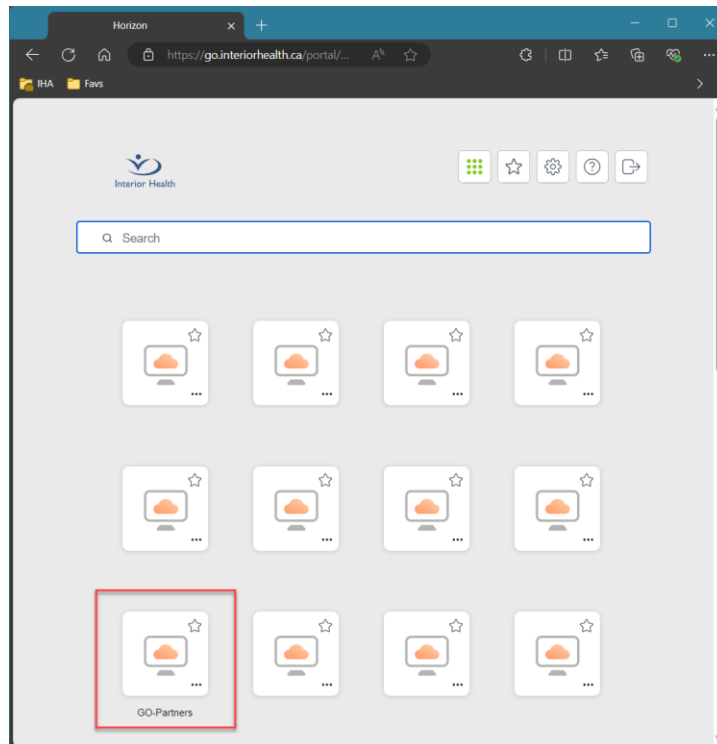 Horizon
https://go.interiorhealth.ca/portal/...
IHA Favs
Interior Health
Search
GO-Partners